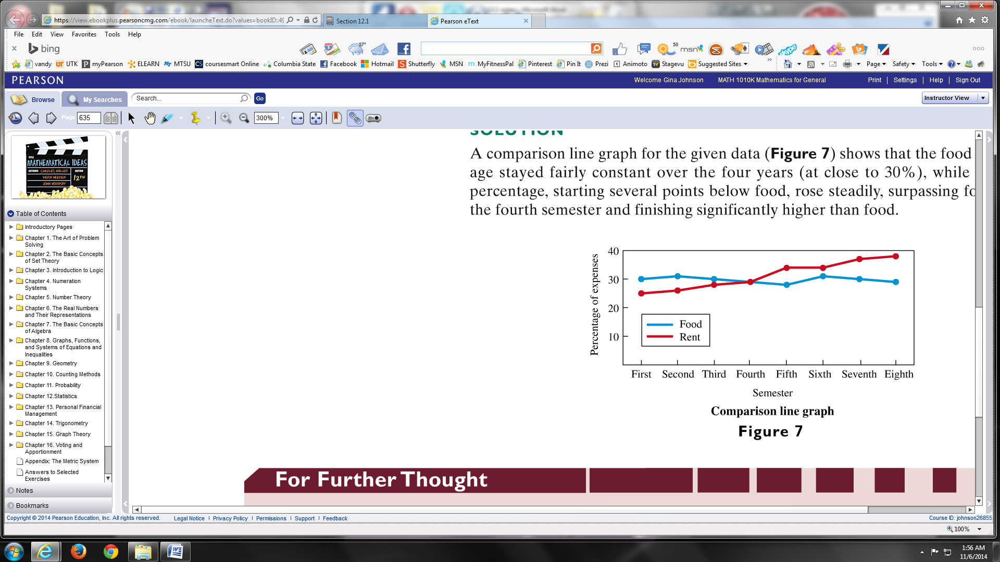 https://view.ebookplus.pearsoncmg.com/ebook/launcheText.do?values=bookID::49
Section 12.1
Pearson eText
File Edit View Favorites Tools Help
bing
57°
50
msn
skype
vandy UTK myPearson ELEARN MTSU coursesmart Online Columbia State Facebook Hotmail Shutterfly MSN MyFitnessPal Pinterest Pin It Prezi Animoto Stagevu Suggested Sites
Page Safety Tools
PEARSON
Welcome Gina Johnson MATH 1010K Mathematics for General
Print Settings Help Sign Out
Browse My Searches Search... Go
Instructor View
Page 635 300%
TITLE
MATHEMATICAL IDEAS
AUTHORS CHARLES MILLER EDITION
VERN HEEREN 12TH
JOHN HORNSBY
Table of Contents
Introductory Pages
Chapter 1. The Art of Problem
Solving
Chapter 2. The Basic Concepts
of Set Theory
Chapter 3. Introduction to Logic
Chapter 4. Numeration
Systems
Chapter 5. Number Theory
Chapter 6. The Real Numbers
and Their Representations
Chapter 7. The Basic Concepts
of Algebra
Chapter 8. Graphs, Functions,
and Systems of Equations and
Inequalities
Chapter 9. Geometry
Chapter 10. Counting Methods
Chapter 11. Probability
Chapter 12.Statistics
Chapter 13. Personal Financial
Management
Chapter 14. Trigonometry
Chapter 15. Graph Theory
Chapter 16. Voting and
Apportionment
Appendix: The Metric System
Answers to Selected
Exercises
Notes
Bookmarks
SOLUTION
A comparison line graph for the given data (Figure 7) shows that the food
age stayed fairly constant over the four years (at close to 30%), while
percentage, starting several points below food, rose steadily, surpassing fo
the fourth semester and finishing significantly higher than food.
Percentage of expenses
40
30
20
10
Food
Rent
First Second Third Fourth Fifth Sixth Seventh Eighth
Semester
Comparison line graph
Figure 7
For Further Thought
Copyright © 2014 Pearson Education, Inc. All rights reserved.
Legal Notice | Privacy Policy | Permissions | Support | Feedback
Course ID: johnson26855
100%
1:56 AM
11/6/2014